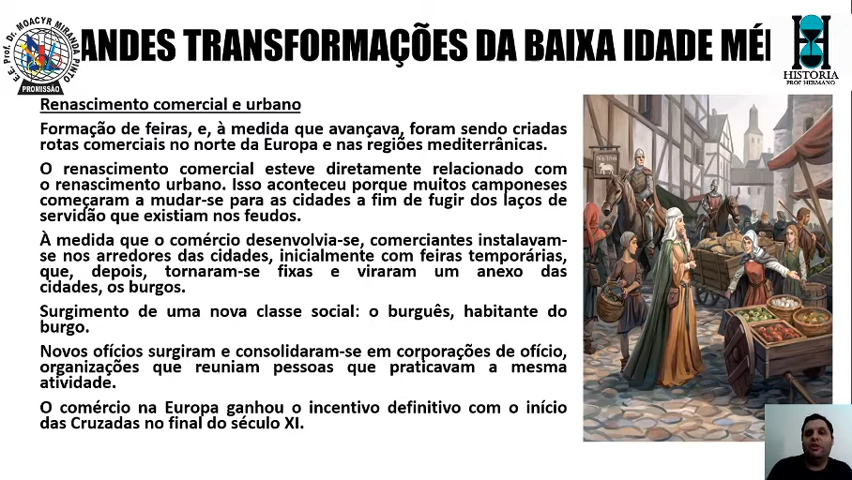 ANDES TRANSFORMAÇÕES DA BAIXA IDADE MÉ
E.E. Prof. Dr. MOACYR MIRANDA PINTO
PROMISSÃO
HISTORIA
PROF HERMANO
Renascimento comercial e urbano
Formação de feiras, e, à medida que avançava, foram sendo criadas
rotas comerciais no norte da Europa e nas regiões mediterrânicas.
O renascimento comercial esteve diretamente relacionado com
o renascimento urbano. Isso aconteceu porque muitos camponeses
começaram a mudar-se para as cidades a fim de fugir dos laços de
servidão que existiam nos feudos.
À medida que o comércio desenvolvia-se, comerciantes instalavam-
se nos arredores das cidades, inicialmente com feiras temporárias,
que, depois, tornaram-se fixas e viraram um anexo das
cidades, os burgos.
Surgimento de uma nova classe social: o burguês, habitante do
burgo.
Novos ofícios surgiram e consolidaram-se em corporações de ofício,
organizações que reuniam pessoas que praticavam a mesma
atividade.
O comércio na Europa ganhou o incentivo definitivo com o início
das Cruzadas no final do século XI.